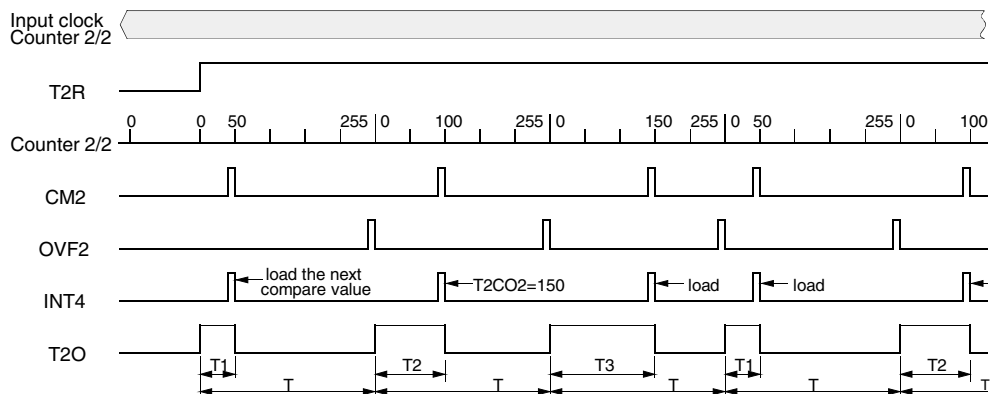 Input clock
Counter 2/2
T2R
0 0 50 255 0 100 255 0 150 255 0 50 255 0 100
Counter 2/2
CM2
OVF2
load the next
compare value
T2CO2=150
load
load
INT4
T2O
T1 T2 T3 T1 T2
T T T T T